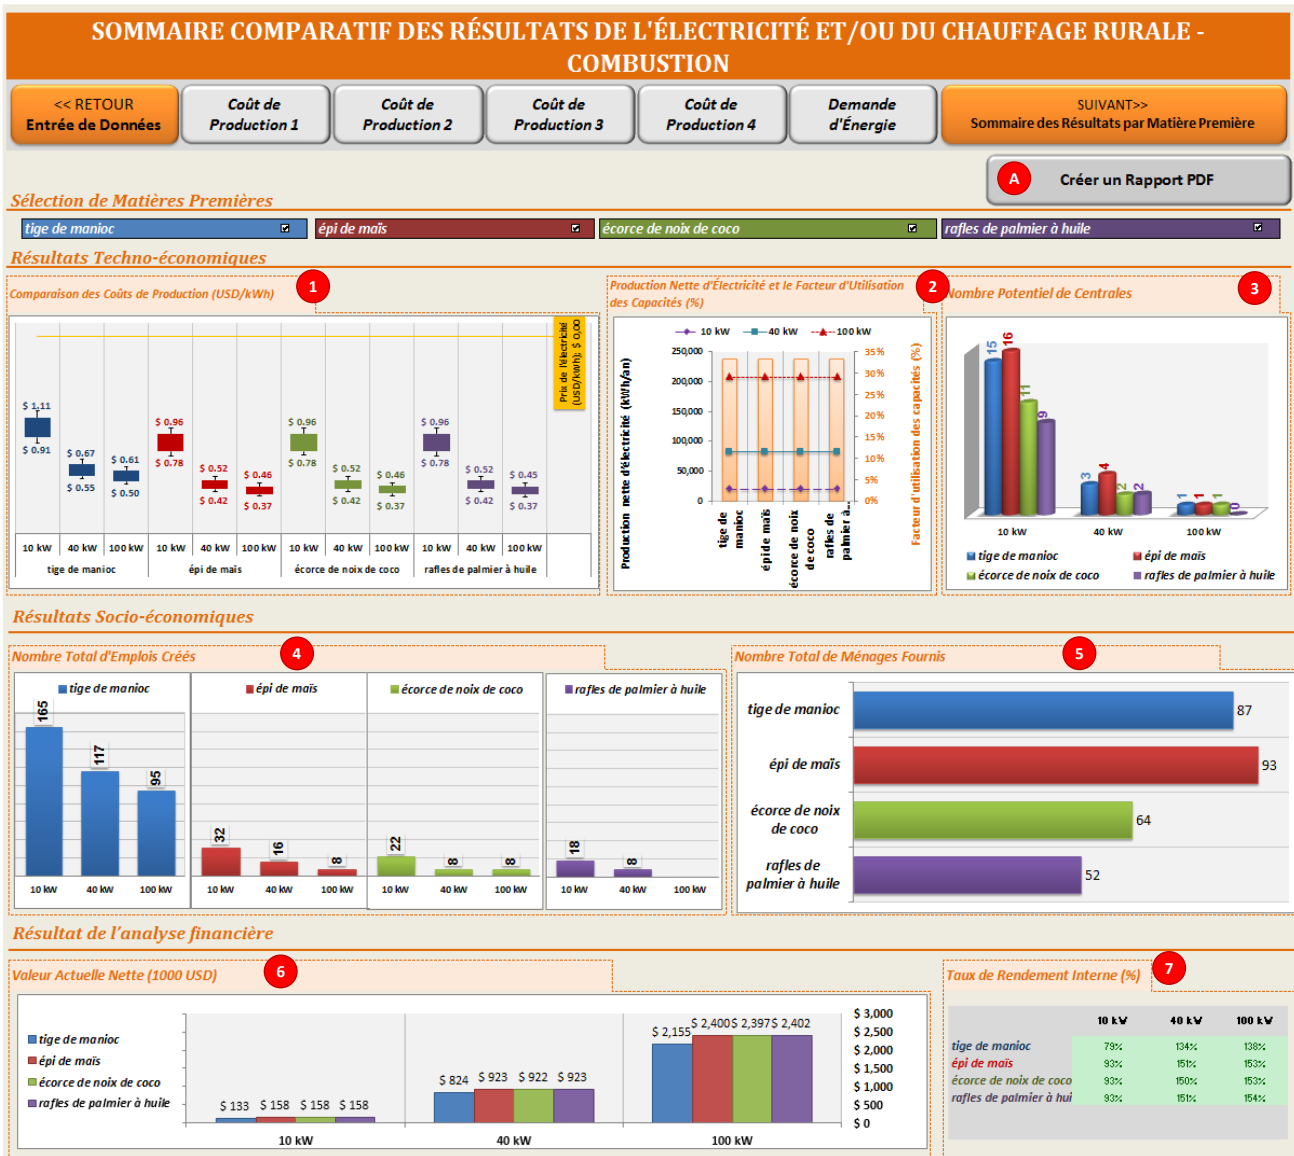 SOMMAIRE COMPARATIF DES RÉSULTATS DE L'ÉLECTRICITÉ ET/OU DU CHAUFFAGE RURALE -
COMBUSTION
<< RETOUR
Entrée de Données
Coût de
Production 1
Coût de
Production 2
Coût de
Production 3
Coût de
Production 4
Demande
d'Énergie
SUIVANT>>
Sommaire des Résultats par Matière Première
A
Créer un Rapport PDF
Sélection de Matières Premières
tige de manioc
épi de maïs
écorce de noix de coco
rafles de palmier à huile
Résultats Techno-économiques
Comparaison des Coûts de Production (USD/kWh)
1
Prix de l'électricité
(USD/kWh): $ 0,00
$ 1.11
$ 0.91
$ 0.67
$ 0.55
$ 0.61
$ 0.50
$ 0.96
$ 0.78
$ 0.52
$ 0.42
$ 0.46
$ 0.37
$ 0.96
$ 0.78
$ 0.52
$ 0.42
$ 0.46
$ 0.37
$ 0.96
$ 0.78
$ 0.52
$ 0.42
$ 0.45
$ 0.37
10 kW 40 kW 100 kW 10 kW 40 kW 100 kW 10 kW 40 kW 100 kW 10 kW 40 kW 100 kW
tige de manioc épi de maïs écorce de noix de coco rafles de palmier à huile
Production Nette d'Électricité et le Facteur d'Utilisation
des Capacités (%)
2
10 kW 40 kW 100 kW
Production nette d'électricité (kWh/an)
250,000
200,000
150,000
100,000
50,000
0
35%
30%
25%
20%
15%
10%
5%
0%
Facteur d'utilisation des capacités (%)
tige de
manioc
épi de maïs
écorce de noix
de coco
rafles de
palmier à...
Nombre Potentiel de Centrales
3
15 16 11 9
3 4 2 2
1 1 1 0
10 kW 40 kW 100 kW
tige de manioc épi de maïs
écorce de noix de coco rafles de palmier à huile
Résultats Socio-économiques
Nombre Total d'Emplois Créés
4
tige de manioc
165 117 95
10 kW 40 kW 100 kW
épi de maïs
32 16 8
10 kW 40 kW 100 kW
écorce de noix de coco
22 8 8
10 kW 40 kW 100 kW
rafles de palmier à huile
18 8
10 kW 40 kW 100 kW
Nombre Total de Ménages Fournis
5
tige de manioc
87
épi de maïs
93
écorce de noix
de coco
64
rafles de
palmier à huile
52
Résultat de l'analyse financière
Valeur Actuelle Nette (1000 USD)
6
tige de manioc
épi de maïs
écorce de noix de coco
rafles de palmier à huile
$ 133 $ 158 $ 158 $ 158
$ 824 $ 923 $ 922 $ 923
$ 2,155 $ 2,400 $ 2,397 $ 2,402
$ 3,000
$ 2,500
$ 2,000
$ 1,500
$ 1,000
$ 500
$ 0
10 kW 40 kW 100 kW
Taux de Rendement Interne (%)
7
10 kW 40 kW 100 kW
tige de manioc 79% 134% 138%
épi de maïs 93% 151% 153%
écorce de noix de coco 93% 150% 153%
rafles de palmier à hui 93% 151% 154%